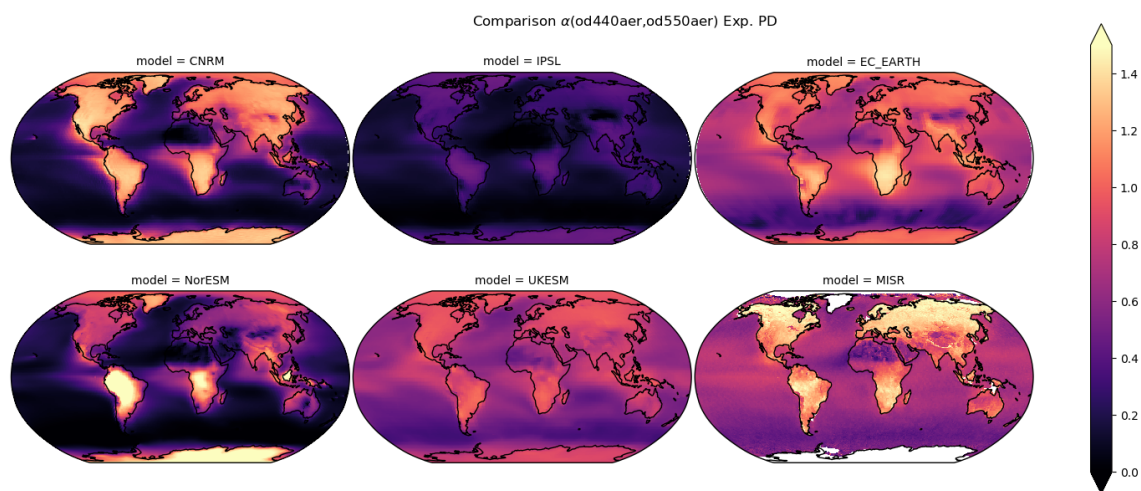 Comparison α(od440aer,od550aer) Exp. PD
model = CNRM
model = IPSL
model = EC_EARTH
model = NorESM
model = UKESM
model = MISR
1.4
1.2
1.0
0.8
0.6
0.4
0.2
0.0